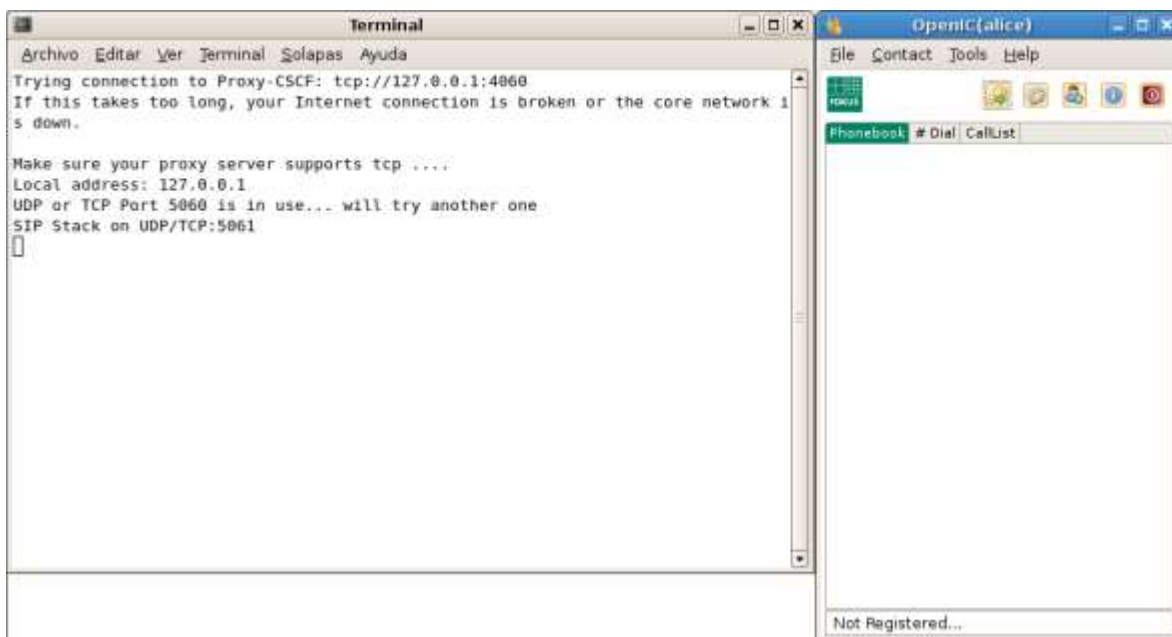 Terminal
Archivo Editar Ver Terminal Solapas Ayuda
Trying connection to Proxy-CSCF: tcp://127.0.0.1:4060
If this takes too long, your Internet connection is broken or the core network i
s down.
Make sure your proxy server supports tcp ....
Local address: 127.0.0.1
UDP or TCP Port 5060 is in use... will try another one
SIP Stack on UDP/TCP:5061
OpenIC(alice)
File Contact Tools Help
FOKUS
Phonebook # Dial CallList
Not Registered...